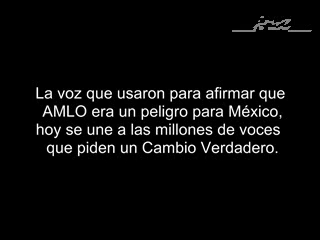 La voz que usaron para afirmar que
AMLO era un peligro para México,
hoy se une a las millones de voces
que piden un Cambio Verdadero.